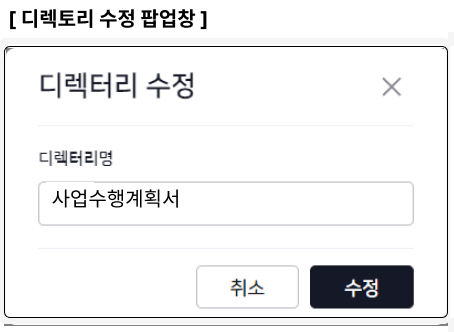 [ 디렉토리 수정 팝업창 ]
디렉터리 수정
디렉터리명
사업수행계획서
취소 수정